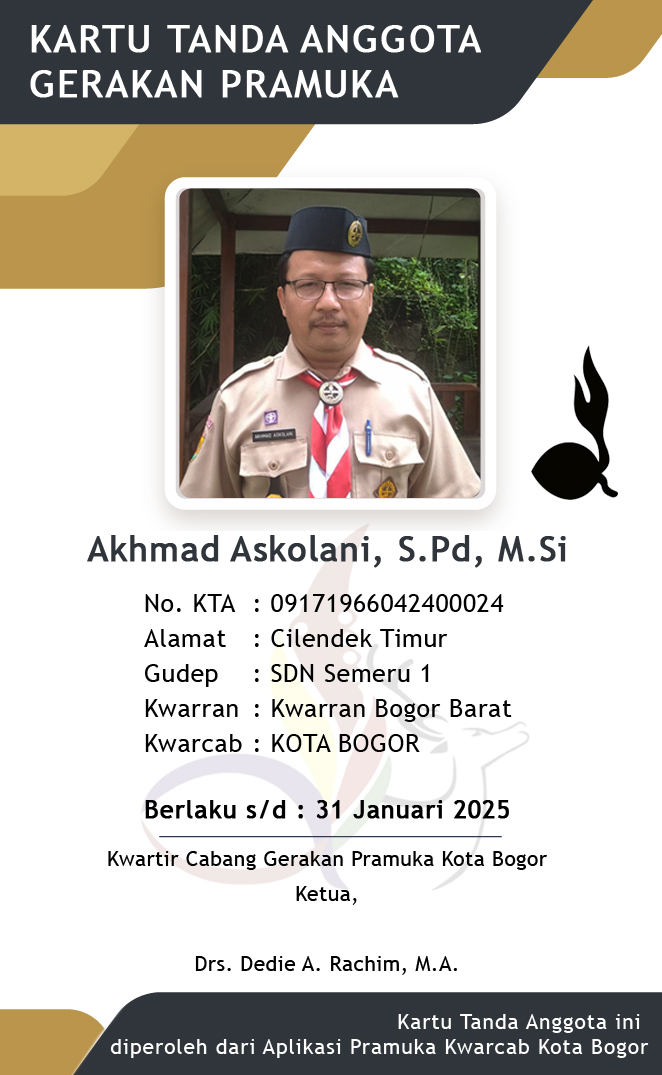 KARTU TANDA ANGGOTA
GERAKAN PRAMUKA
AKHMAD ASKOLANI
Akhmad Askolani, S.Pd, M.Si
No. KTA : 09171966042400024
Alamat : Cilendek Timur
Gudep : SDN Semeru 1
Kwarran : Kwarran Bogor Barat
Kwarcab : KOTA BOGOR
Berlaku s/d : 31 Januari 2025
Kwartir Cabang Gerakan Pramuka Kota Bogor
Ketua,
Drs. Dedie A. Rachim, M.A.
Kartu Tanda Anggota ini
diperoleh dari Aplikasi Pramuka Kwarcab Kota Bogor